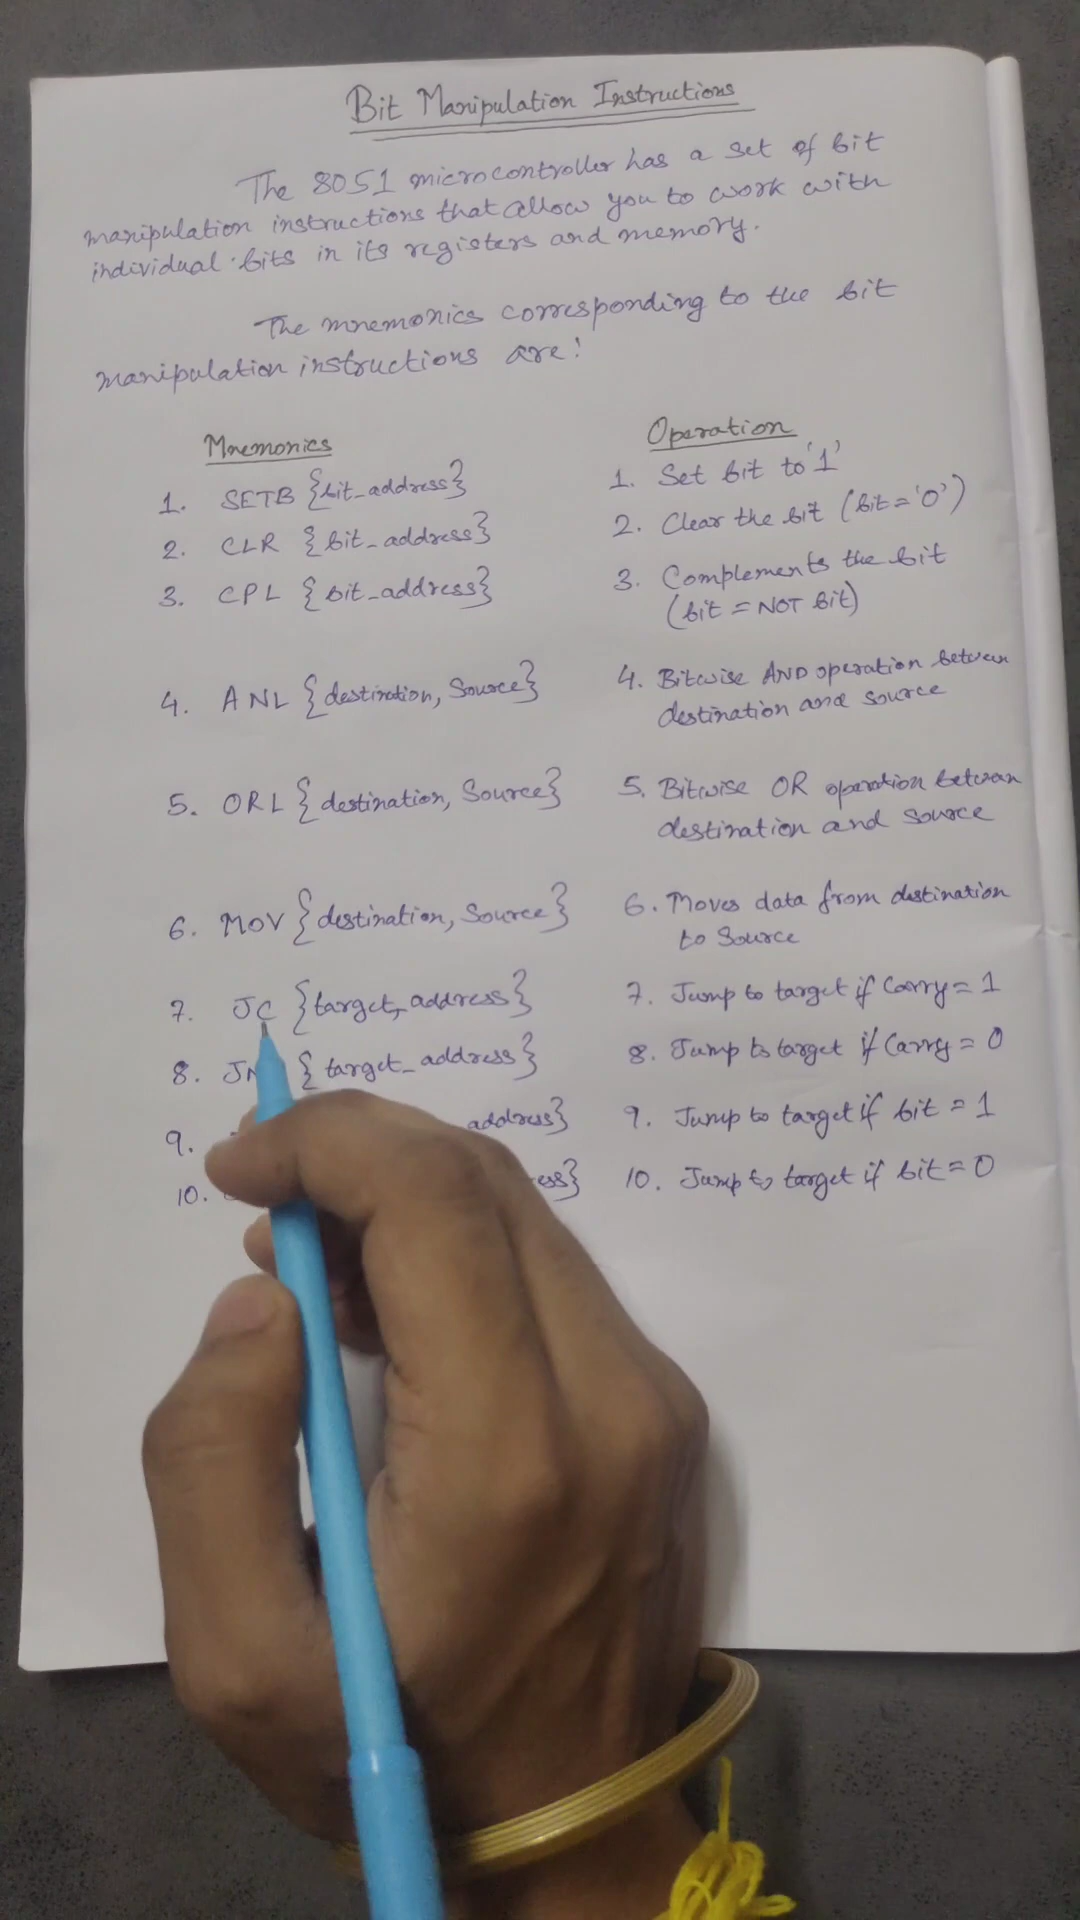 Bit Manipulation Instructions
The 8051 microcontroller has a set of bit
manipulation instructions that allow you to work with
individual bits in its registers and memory.
The mnemonics corresponding to the bit
manipulation instructions are:
Mnemonics
1. SETB {bit_address}
2. CLR {bit_address}
3. CPL {bit_address}
4. ANL {destination, Source}
5. ORL {destination, Source}
6. MOV {destination, Source}
7. JC {target_address}
8. {target_address}
9. address}
10.
Operation
1. Set bit to '1'
2. Clear the bit (bit = '0')
3. Complements the bit
(bit = NOT bit)
4. Bitwise AND operation between
destination and source
5. Bitwise OR operation between
destination and source
6. Moves data from destination
to Source
7. Jump to target if Carry = 1
8. Jump to target if Carry = 0
9. Jump to target if bit = 1
10. Jump to target if bit = 0